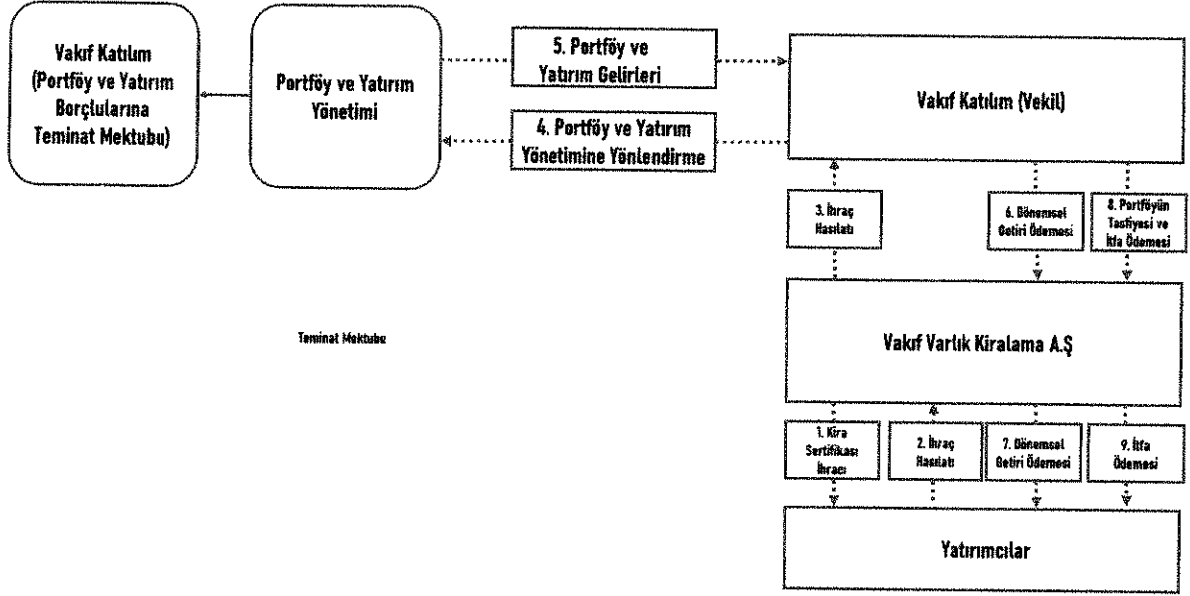 Vakıf Katılım
(Portföy ve Yatırım
Borçlularına
Teminat Mektubu)
Portföy ve Yatırım
Yönetimi
5. Portföy ve
Yatırım Gelirleri
4. Portföy ve Yatırım
Yönetimine Yönlendirme
Vakıf Katılım (Vekil)
3. İhraç
Hasılatı
6. Dönemsel
Getiri Ödemesi
8. Portföyün
Tasfiyesi ve
İtfa Ödemesi
Teminat Mektubu
Vakıf Varlık Kiralama A.Ş
1. Kira
Sertifikası
İhracı
2. İhraç
Hasılatı
7. Dönemsel
Getiri Ödemesi
9. İtfa
Ödemesi
Yatırımcılar